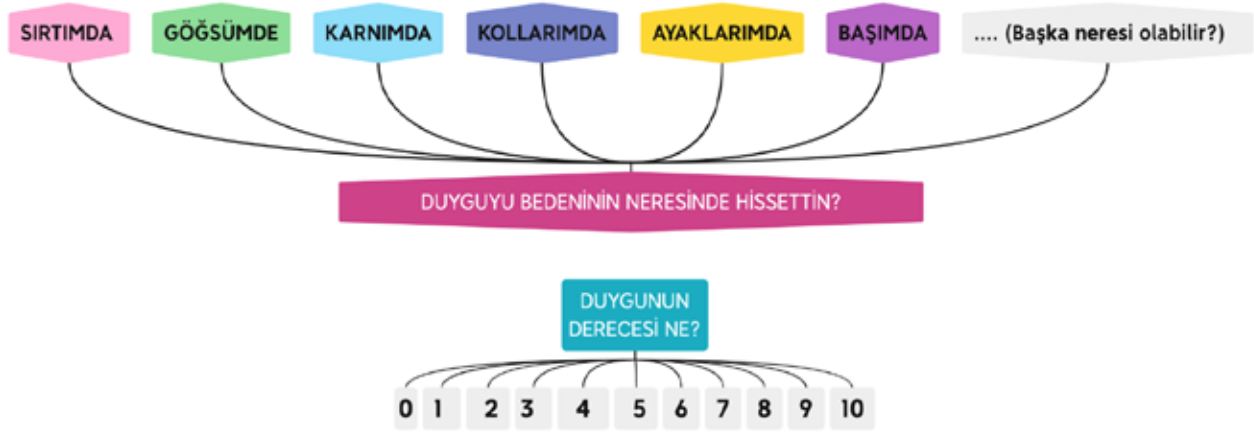 SIRTIMDA GÖĞSÜMDE KARNIMDA KOLLARIMDA AYAKLARIMDA BAŞIMDA .... (Başka neresi olabilir?)
DUYGUYU BEDENİNİN NERESİNDE HİSSETTİN?
DUYGUNUN
DERECESİ NE?
0 1 2 3 4 5 6 7 8 9 10